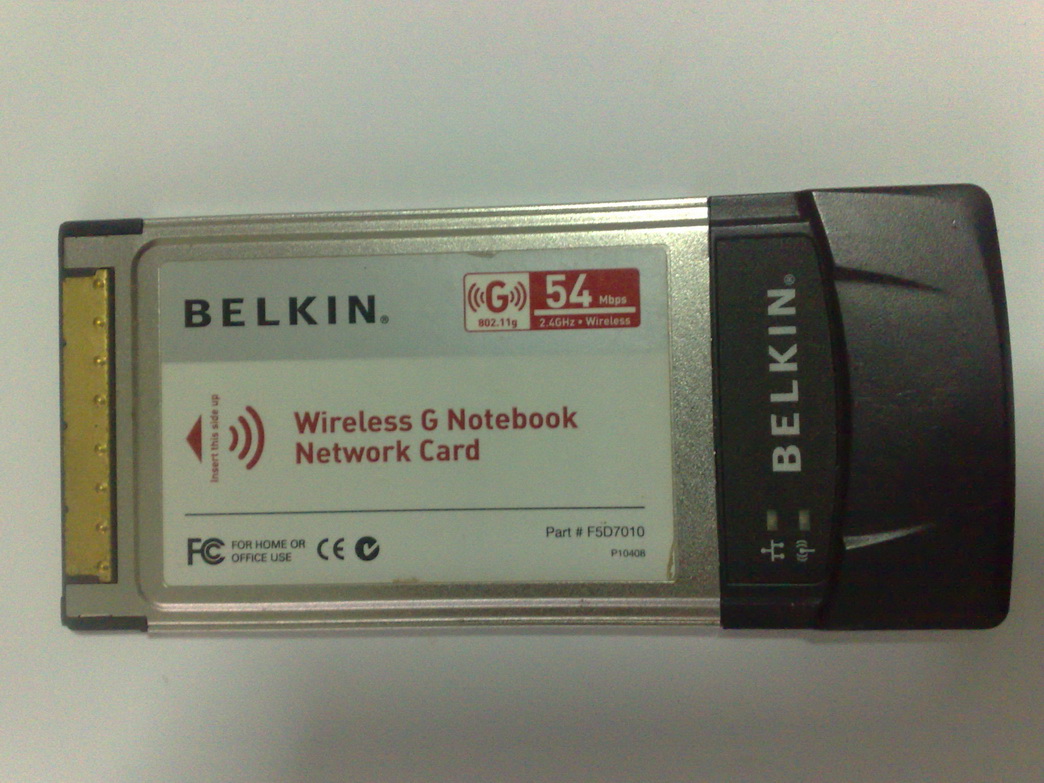 BELKIN®
((G)) 54 Mbps
802.11g 2.4GHz • Wireless
Insert this side up
Wireless G Notebook
Network Card
FC FOR HOME OR
OFFICE USE
CE
Part # F5D7010
P10408
BELKIN®